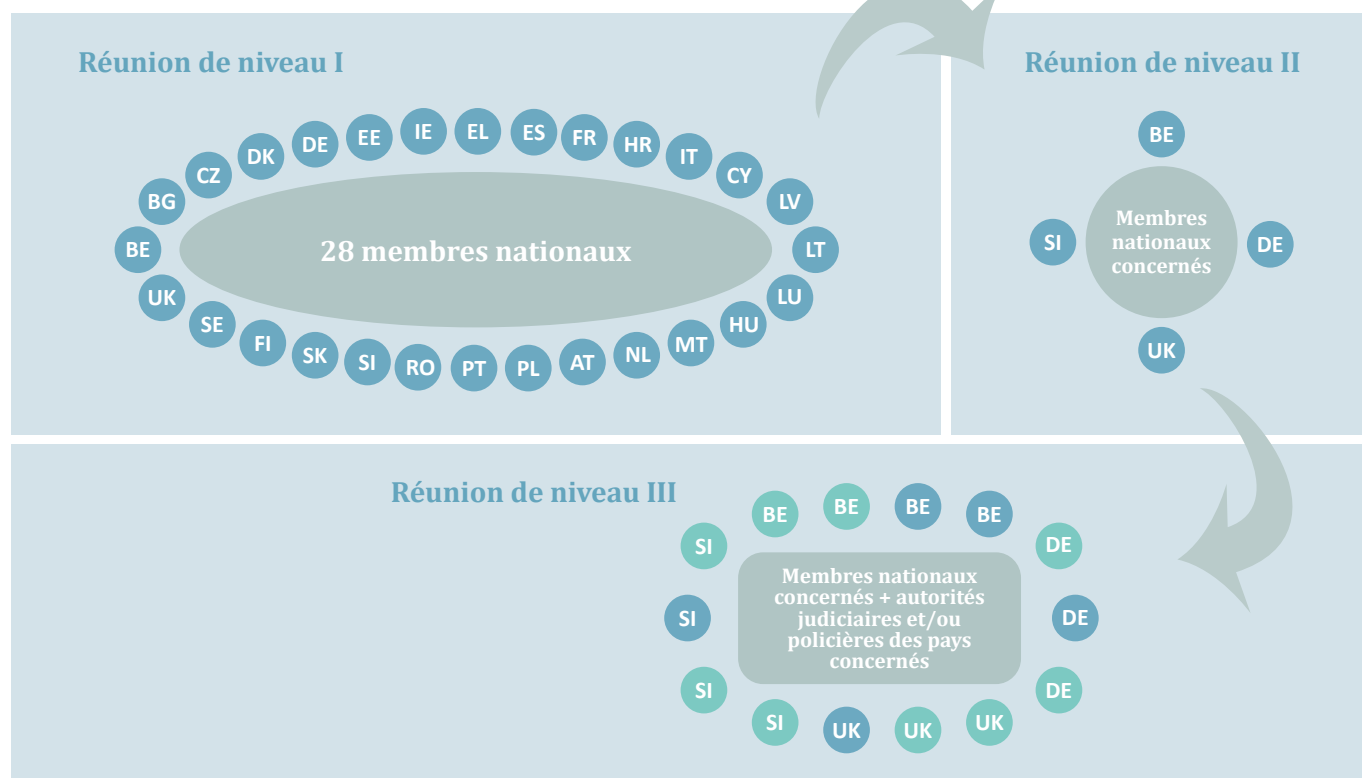 Réunion de niveau I
BE
BG
CZ
DK
DE
EE
IE
EL
ES
FR
HR
IT
CY
LV
LT
LU
HU
MT
NL
AT
PL
PT
RO
SI
SK
FI
SE
UK
28 membres nationaux
Réunion de niveau II
BE
DE
UK
SI
Membres
nationaux
concernés
Réunion de niveau III
BE
BE
BE
BE
DE
DE
DE
UK
UK
UK
SI
SI
SI
SI
Membres nationaux
concernés + autorités
judiciaires et/ou
policières des pays
concernés